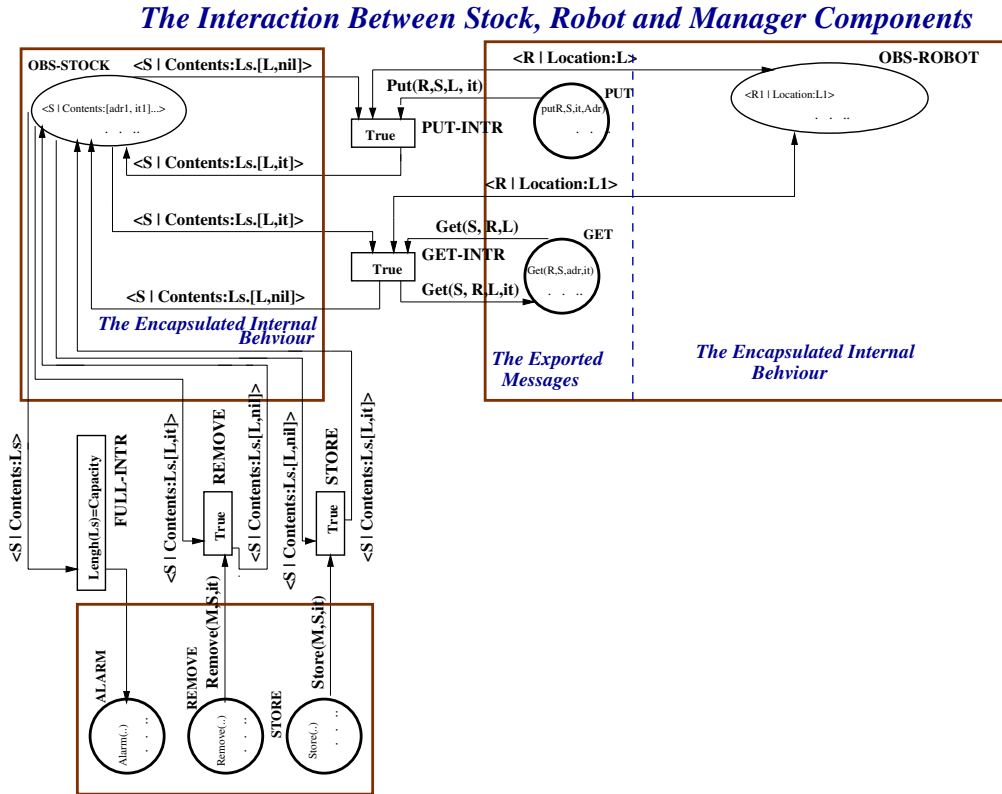 The Interaction Between Stock, Robot and Manager Components
OBS-STOCK
<S | Contents:Ls.[L,nil]>
<R | Location:L>
OBS-ROBOT
<S | Contents:[adr1, it1]...>
. . ..
Put(R,S,L, it)
PUT
putR,S,it,Adr)
. . ..
<R1 | Location:L1>
. . ..
True
PUT-INTR
<S | Contents:Ls.[L,it]>
<R | Location:L1>
<S | Contents:Ls.[L,it]>
Get(S, R,L)
GET
True
GET-INTR
Get(R,S,adr,it)
. . ..
<S | Contents:Ls.[L,nil]>
Get(S, R,L,it)
The Encapsulated Internal
Behviour
The Exported
Messages
The Encapsulated Internal
Behviour
<S | Contents:Ls>
Lengh(Ls)=Capacity
FULL-INTR
<S | Contents:Ls.[L,it]>
True
REMOVE
<S | Contents:Ls.[L,nil]>
<S | Contents:Ls.[L,nil]>
True
STORE
<S | Contents:Ls.[L,it]>
ALARM
Alarm(..)
. . ..
REMOVE
Remove(M,S,it)
Remove(..)
. . ..
STORE
Store(M,S,it)
Store(..)
. . ..